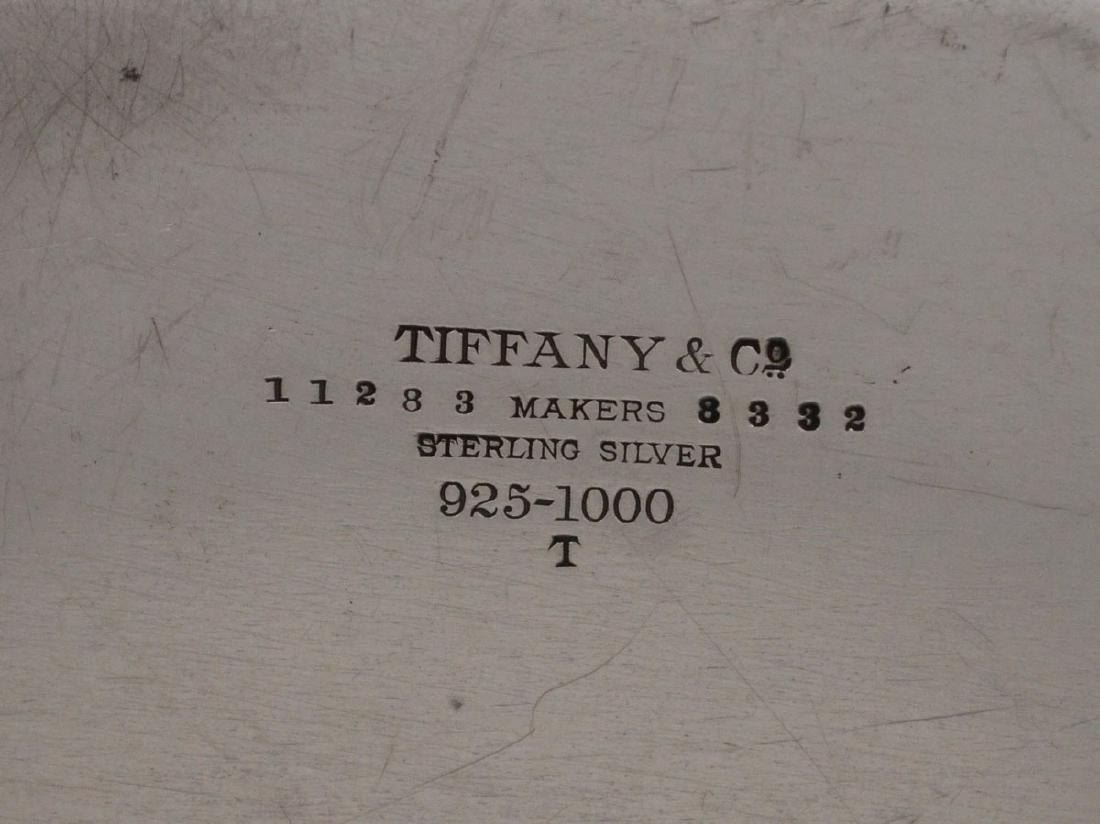 TIFFANY & Cº.
11283 MAKERS 8332
STERLING SILVER
925-1000
T